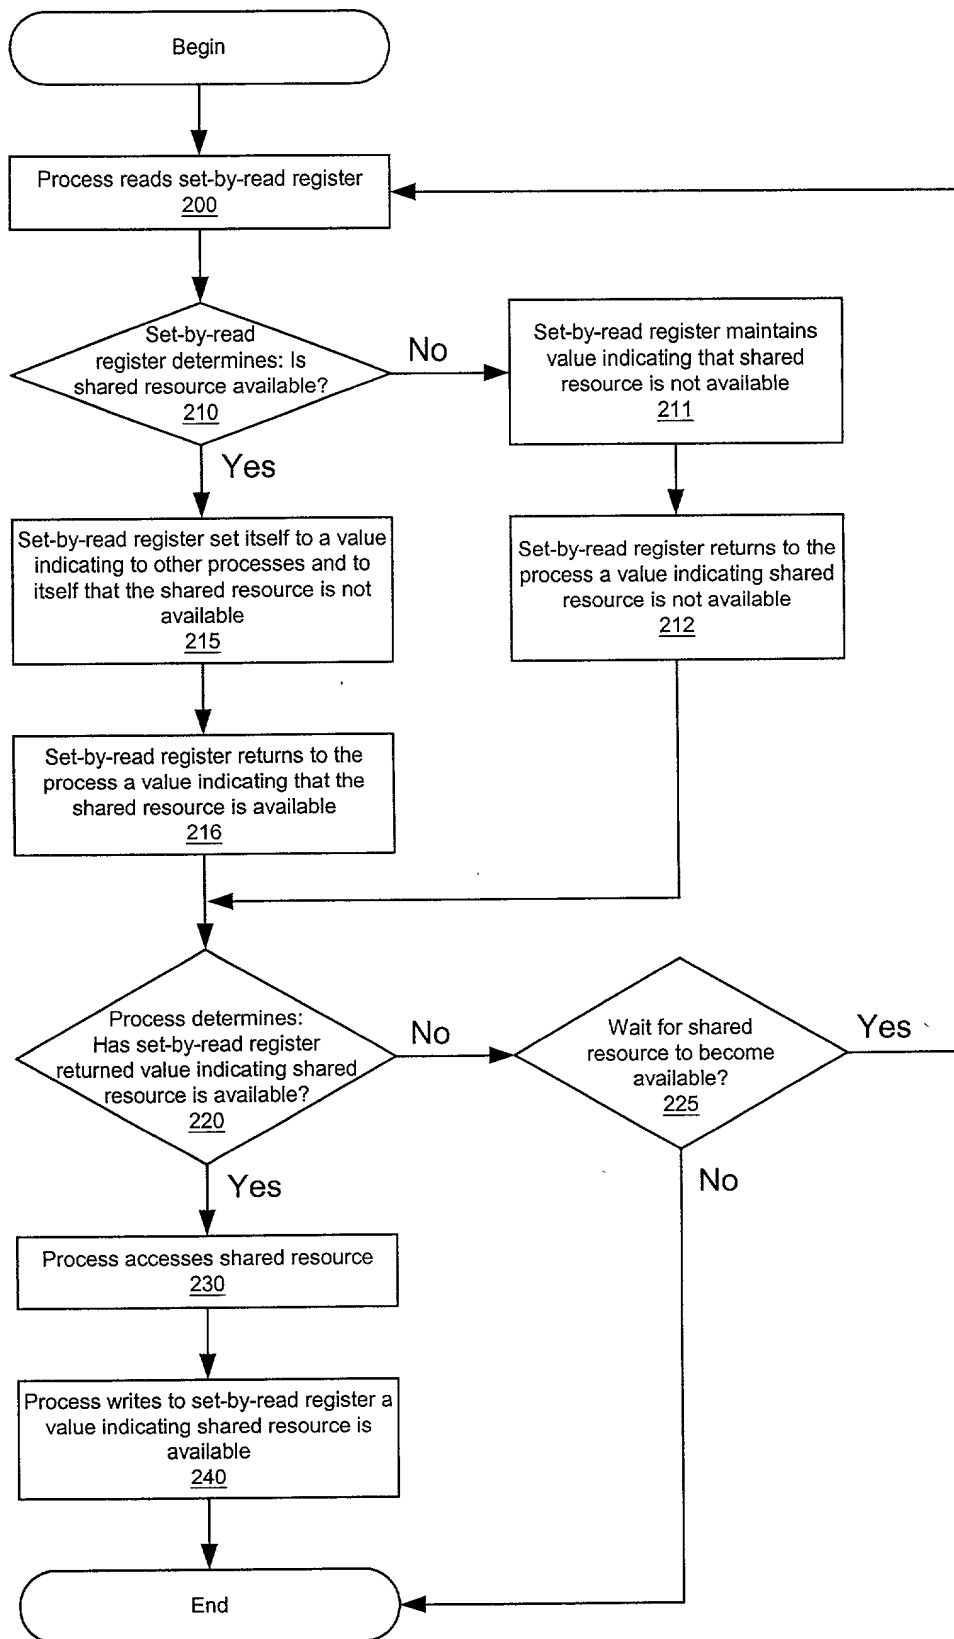 Begin
Process reads set-by-read register
200
Set-by-read
register determines: Is
shared resource available?
210
No
Set-by-read register maintains
value indicating that shared
resource is not available
211
Yes
Set-by-read register set itself to a value
indicating to other processes and to
itself that the shared resource is not
available
215
Set-by-read register returns to the
process a value indicating shared
resource is not available
212
Set-by-read register returns to the
process a value indicating that the
shared resource is available
216
Process determines:
Has set-by-read register
returned value indicating shared
resource is available?
220
No
Wait for shared
resource to become
available?
225
Yes
No
Yes
Process accesses shared resource
230
Process writes to set-by-read register a
value indicating shared resource is
available
240
End